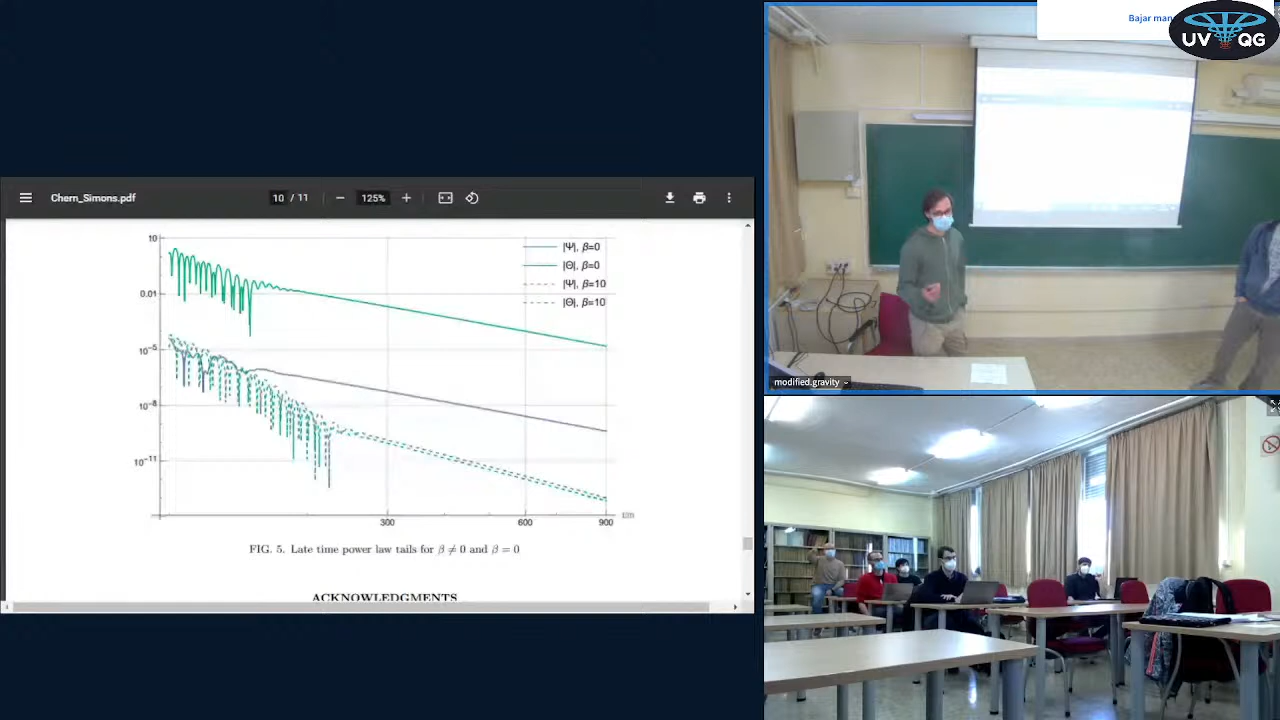 Bajar man
UV QG
Chern_Simons.pdf
10 / 11
125%
10
0.01
10^-5
10^-8
10^-11
300
600
900
|Ψ|, β=0
|Θ|, β=0
|Ψ|, β=10
|Θ|, β=10
FIG. 5. Late time power law tails for β ≠ 0 and β = 0
ACKNOWLEDGMENTS
modified.gravity